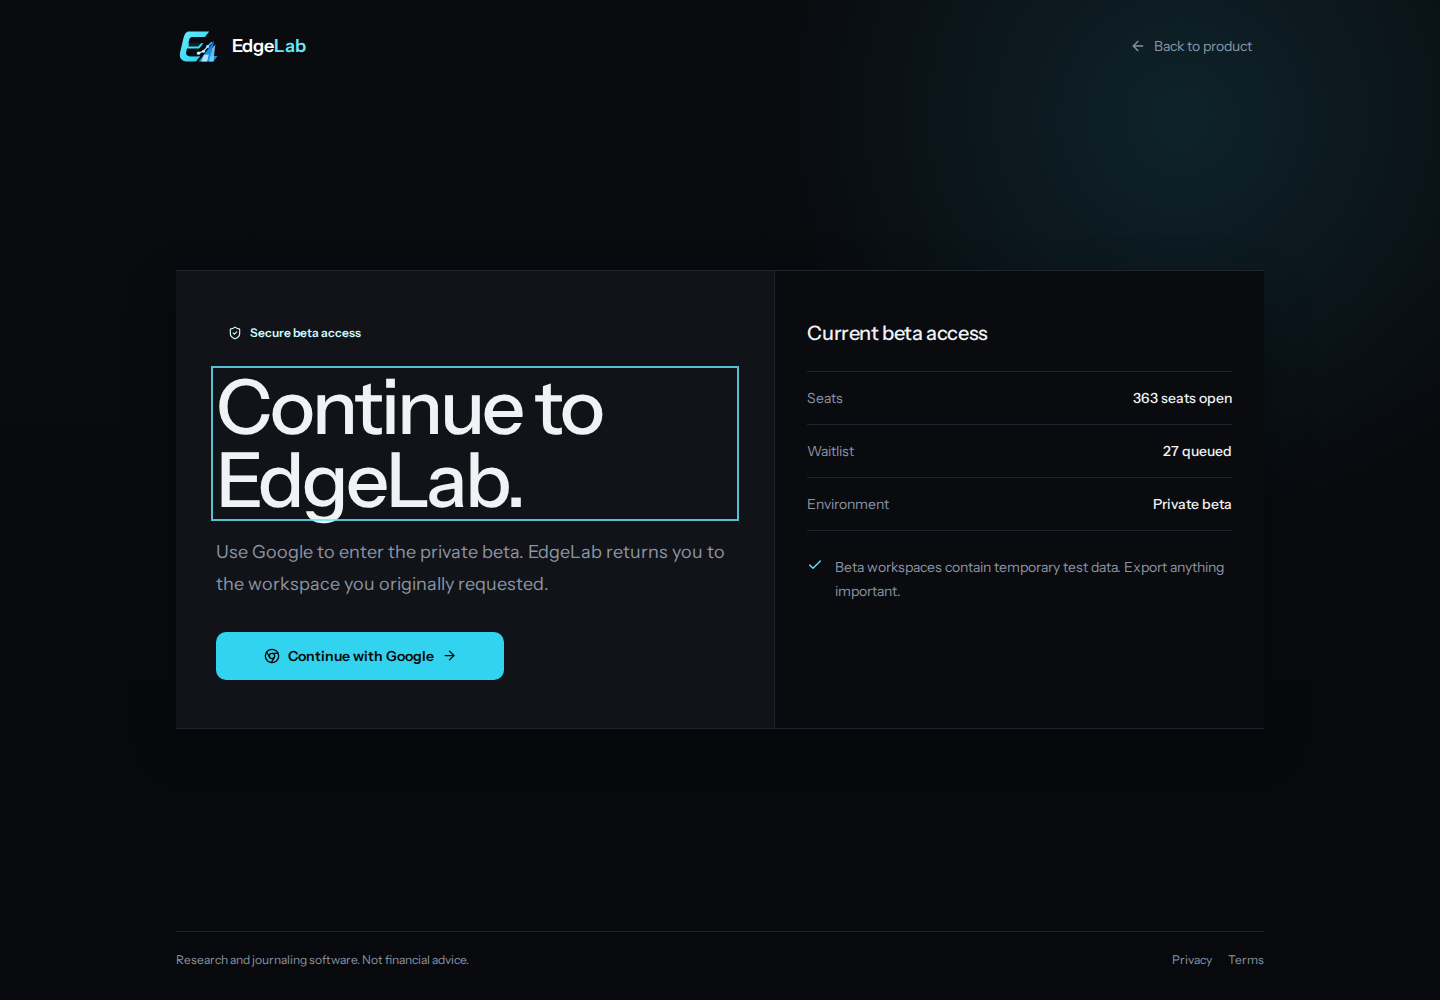 EdgeLab
Back to product
Secure beta access
Continue to
EdgeLab.
Use Google to enter the private beta. EdgeLab returns you to
the workspace you originally requested.
Continue with Google
Current beta access
Seats 363 seats open
Waitlist 27 queued
Environment Private beta
Beta workspaces contain temporary test data. Export anything
important.
Research and journaling software. Not financial advice.
Privacy Terms